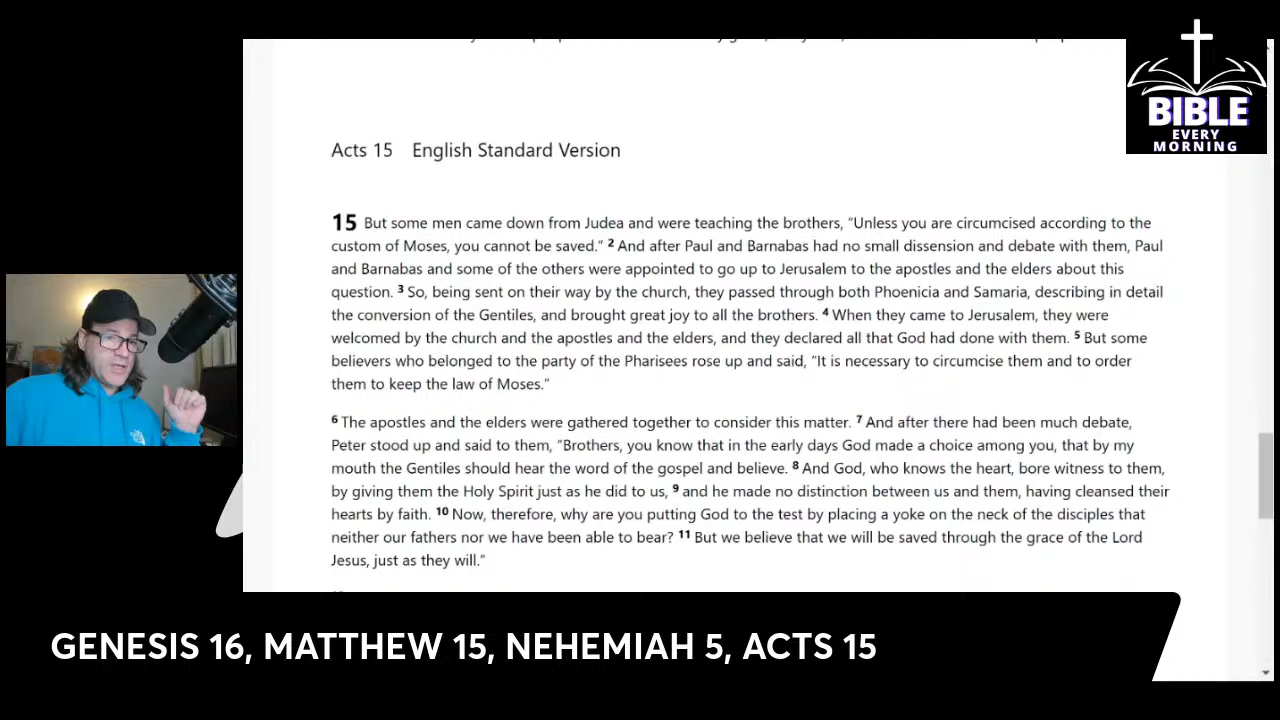 BIBLE
EVERY
MORNING
Acts 15 English Standard Version
15 But some men came down from Judea and were teaching the brothers, “Unless you are circumcised according to the
custom of Moses, you cannot be saved.” 2 And after Paul and Barnabas had no small dissension and debate with them, Paul
and Barnabas and some of the others were appointed to go up to Jerusalem to the apostles and the elders about this
question. 3 So, being sent on their way by the church, they passed through both Phoenicia and Samaria, describing in detail
the conversion of the Gentiles, and brought great joy to all the brothers. 4 When they came to Jerusalem, they were
welcomed by the church and the apostles and the elders, and they declared all that God had done with them. 5 But some
believers who belonged to the party of the Pharisees rose up and said, “It is necessary to circumcise them and to order
them to keep the law of Moses.”
6 The apostles and the elders were gathered together to consider this matter. 7 And after there had been much debate,
Peter stood up and said to them, “Brothers, you know that in the early days God made a choice among you, that by my
mouth the Gentiles should hear the word of the gospel and believe. 8 And God, who knows the heart, bore witness to them,
by giving them the Holy Spirit just as he did to us, 9 and he made no distinction between us and them, having cleansed their
hearts by faith. 10 Now, therefore, why are you putting God to the test by placing a yoke on the neck of the disciples that
neither our fathers nor we have been able to bear? 11 But we believe that we will be saved through the grace of the Lord
Jesus, just as they will.”
GENESIS 16, MATTHEW 15, NEHEMIAH 5, ACTS 15